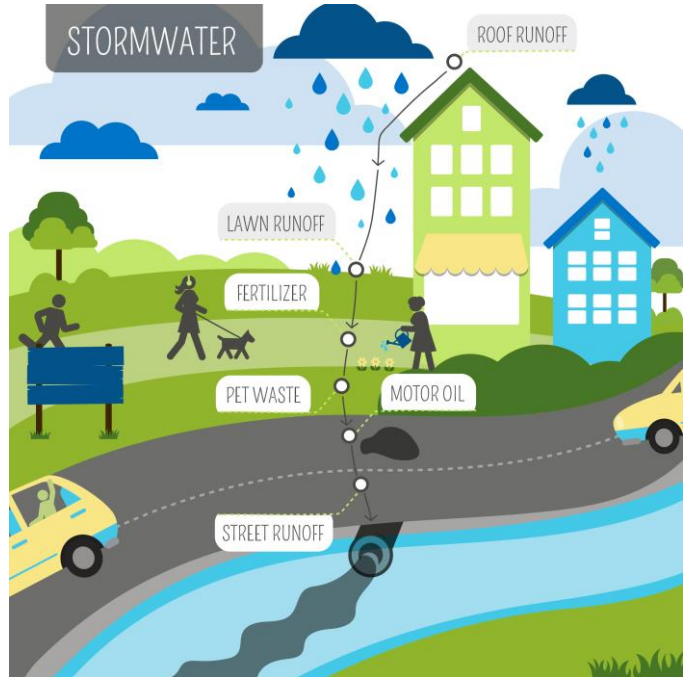 STORMWATER
ROOF RUNOFF
LAWN RUNOFF
FERTILIZER
PET WASTE
MOTOR OIL
STREET RUNOFF